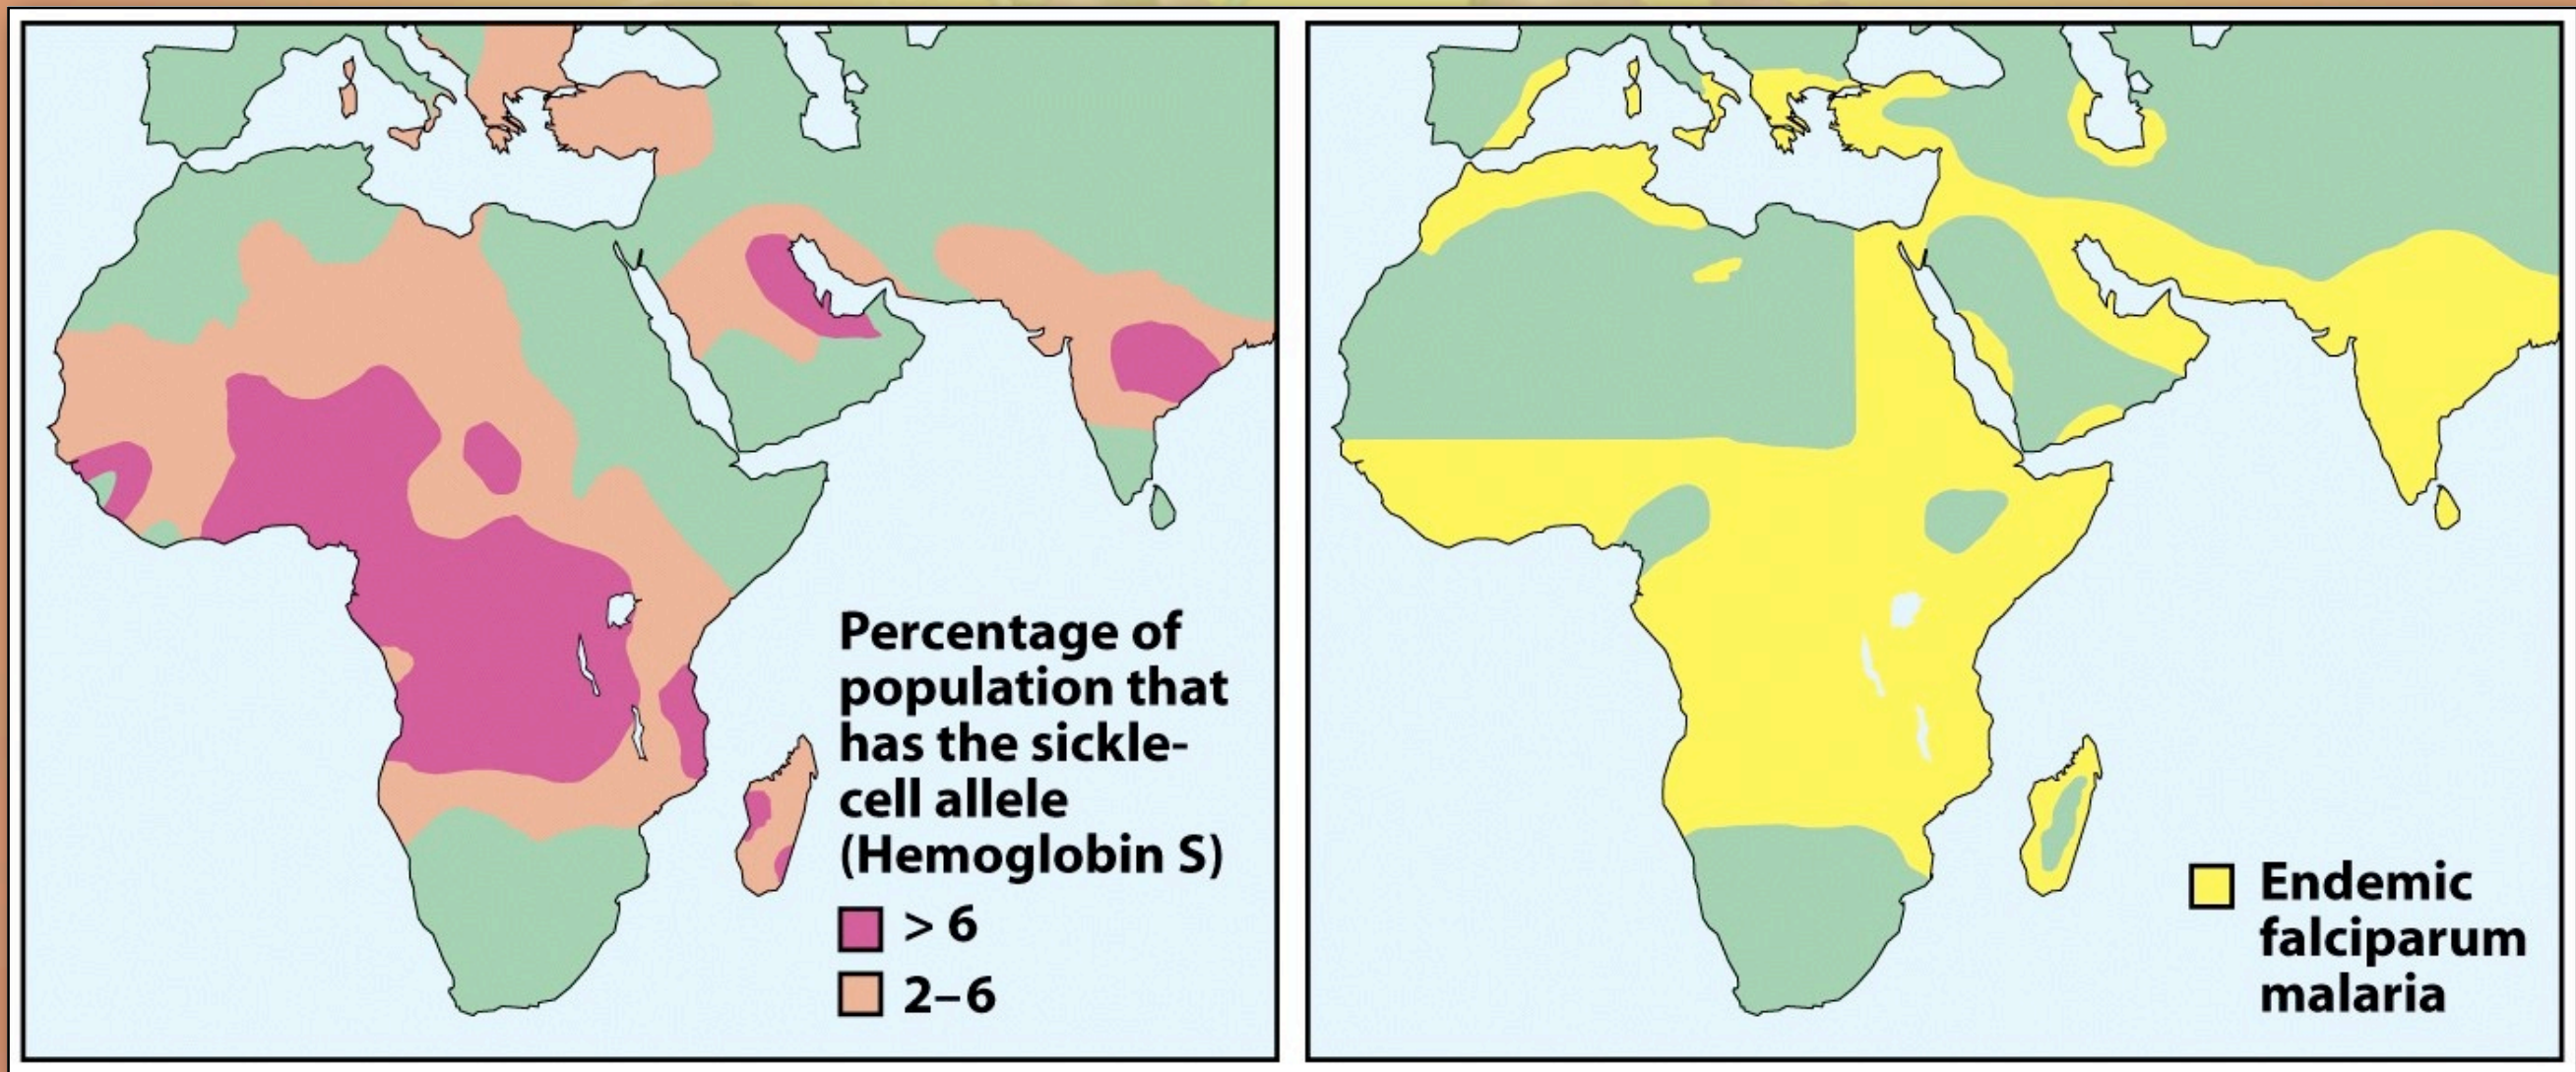 Percentage of
population that
has the sickle-
cell allele
(Hemoglobin S)
> 6
2–6
Endemic
falciparum
malaria